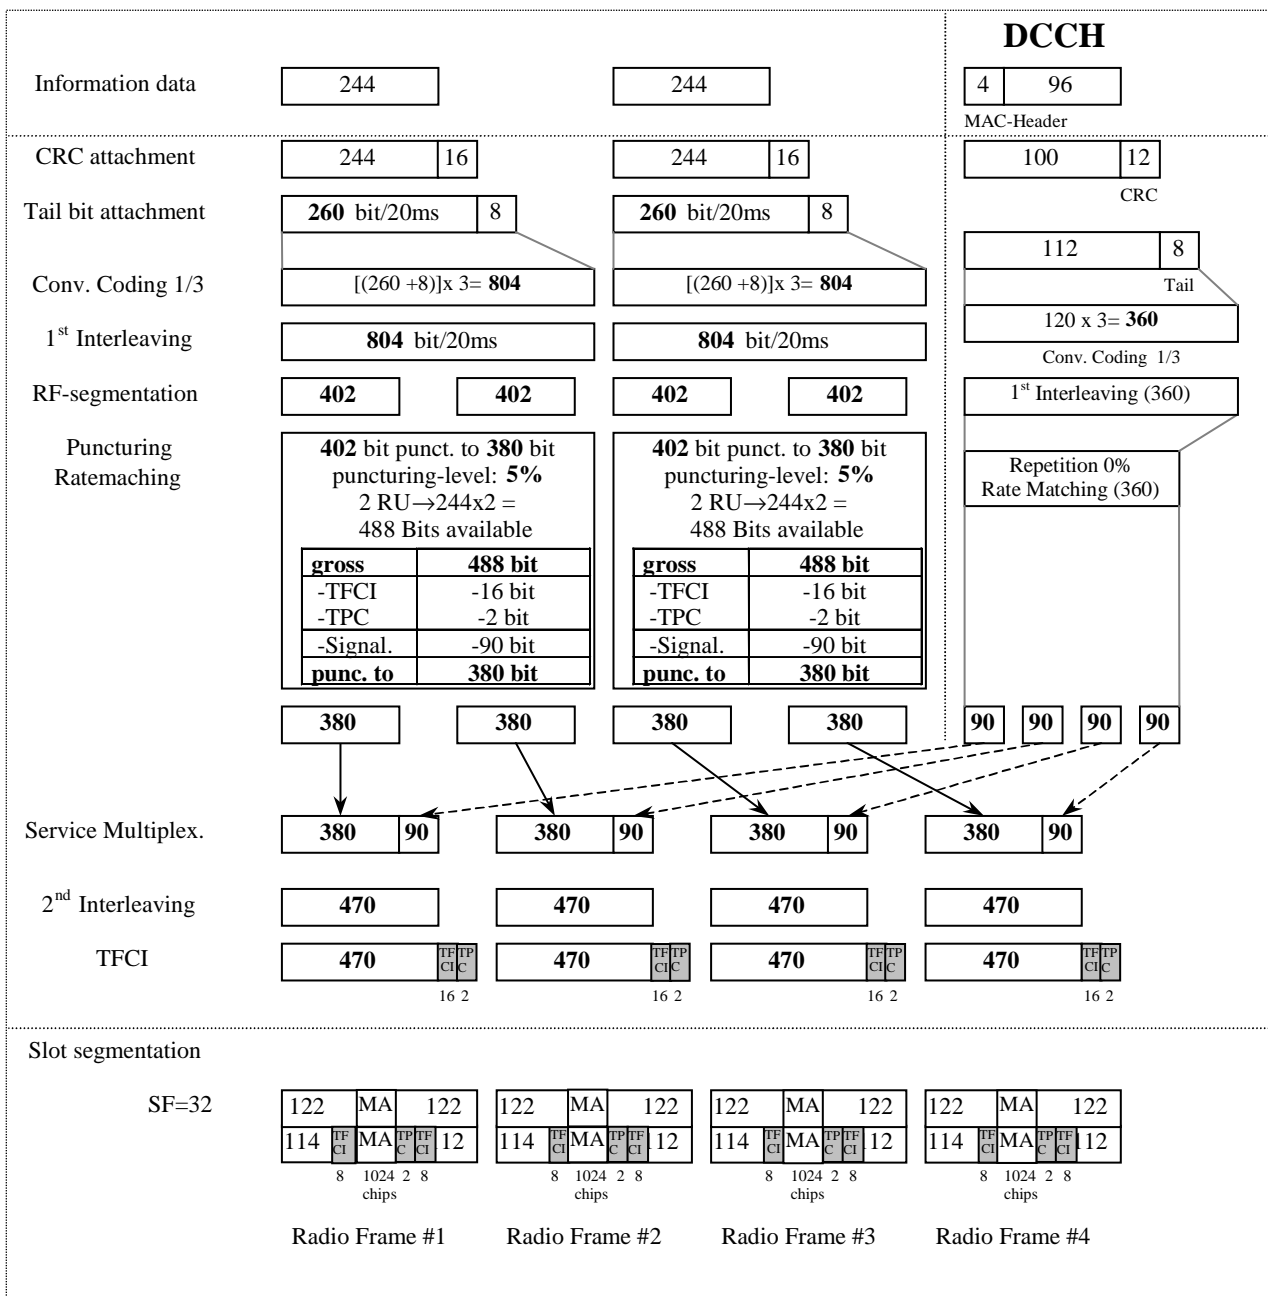 DCCH
Information data 244 244 4 96
MAC-Header
CRC attachment 244 16 244 16 100 12
CRC
Tail bit attachment 260 bit/20ms 8 260 bit/20ms 8
112 8
Tail
Conv. Coding 1/3 [(260 +8)]x 3= 804 [(260 +8)]x 3= 804
120 x 3= 360
Conv. Coding 1/3
1st Interleaving 804 bit/20ms 804 bit/20ms
RF-segmentation 402 402 402 402 1st Interleaving (360)
Puncturing
Ratemaching
402 bit punct. to 380 bit
puncturing-level: 5%
2 RU→244x2 =
488 Bits available
gross 488 bit
-TFCI -16 bit
-TPC -2 bit
-Signal. -90 bit
punc. to 380 bit
402 bit punct. to 380 bit
puncturing-level: 5%
2 RU→244x2 =
488 Bits available
gross 488 bit
-TFCI -16 bit
-TPC -2 bit
-Signal. -90 bit
punc. to 380 bit
Repetition 0%
Rate Matching (360)
380 380 380 380 90 90 90 90
Service Multiplex. 380 90 380 90 380 90 380 90
2nd Interleaving 470 470 470 470
TFCI 470 TF CI TP C 470 TF CI TP C 470 TF CI TP C 470 TF CI TP C
16 2 16 2 16 2 16 2
Slot segmentation
SF=32 122 MA 122 122 MA 122 122 MA 122 122 MA 122
114 TF CI MA TP C TF CI 12 114 TF CI MA TP C TF CI 112 114 TF CI MA TP C TF CI 112 114 TF CI MA TP C TF CI 112
8 1024 2 8 8 1024 2 8 8 1024 2 8 8 1024 2 8
chips chips chips chips
Radio Frame #1 Radio Frame #2 Radio Frame #3 Radio Frame #4